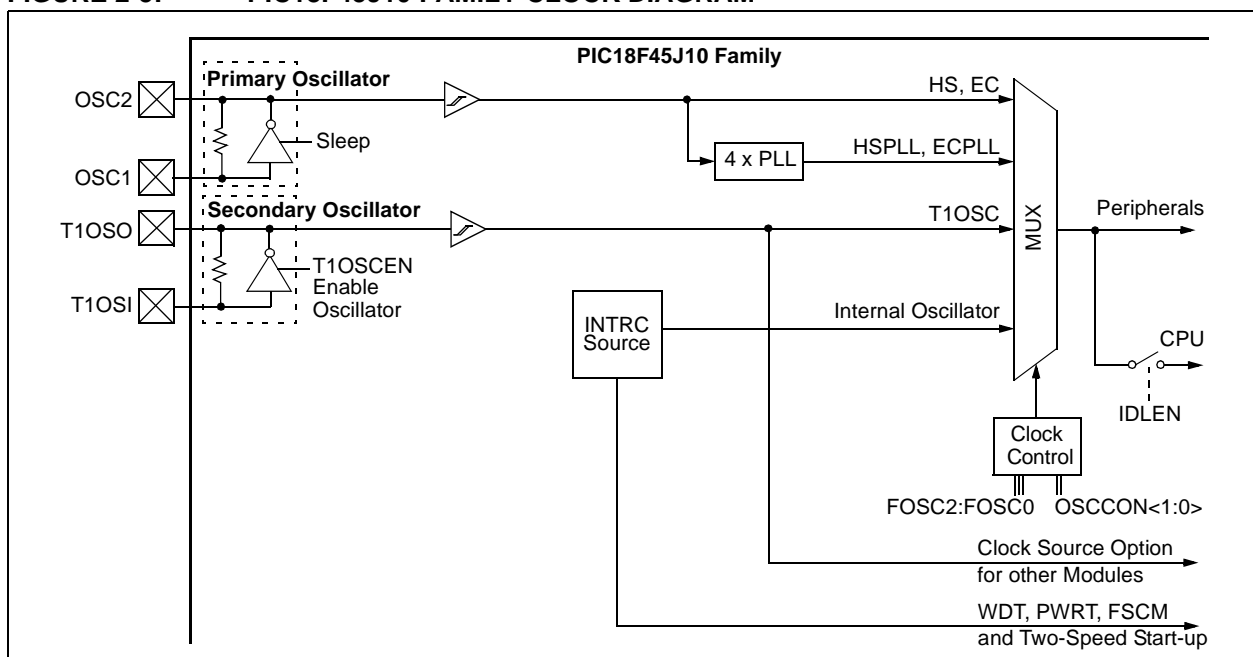 PIC18F45J10 Family
Primary Oscillator
OSC2
HS, EC
Sleep
4 x PLL
HSPLL, ECPLL
OSC1
Secondary Oscillator
T1OSO
T1OSC
MUX
Peripherals
T1OSCEN
Enable
Oscillator
T1OSI
INTRC
Source
Internal Oscillator
CPU
IDLEN
Clock
Control
FOSC2:FOSC0 OSCCON<1:0>
Clock Source Option
for other Modules
WDT, PWRT, FSCM
and Two-Speed Start-up